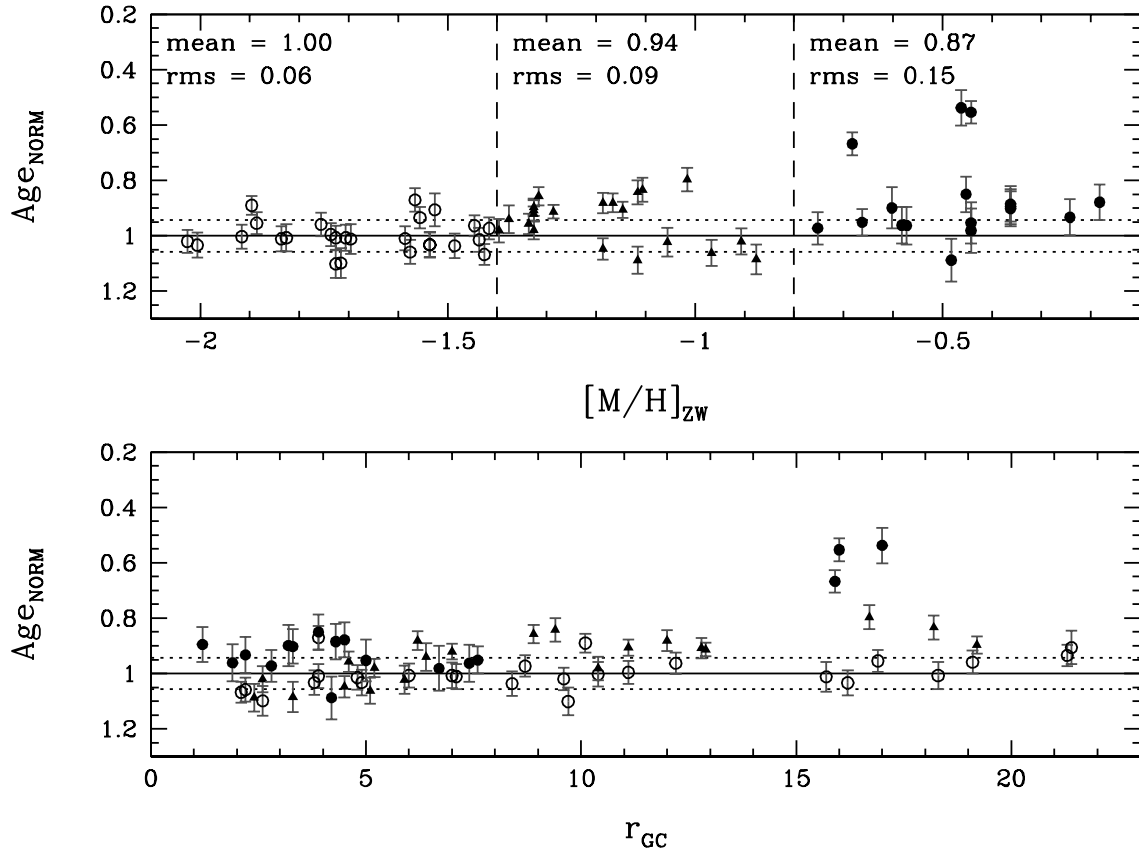 mean = 1.00 mean = 0.94 mean = 0.87
rms = 0.06 rms = 0.09 rms = 0.15
0.2
0.4
0.6
0.8
1
1.2
Age_NORM
-2 -1.5 -1 -0.5
[M/H]_ZW
0.2
0.4
0.6
0.8
1
1.2
Age_NORM
0 5 10 15 20
r_GC